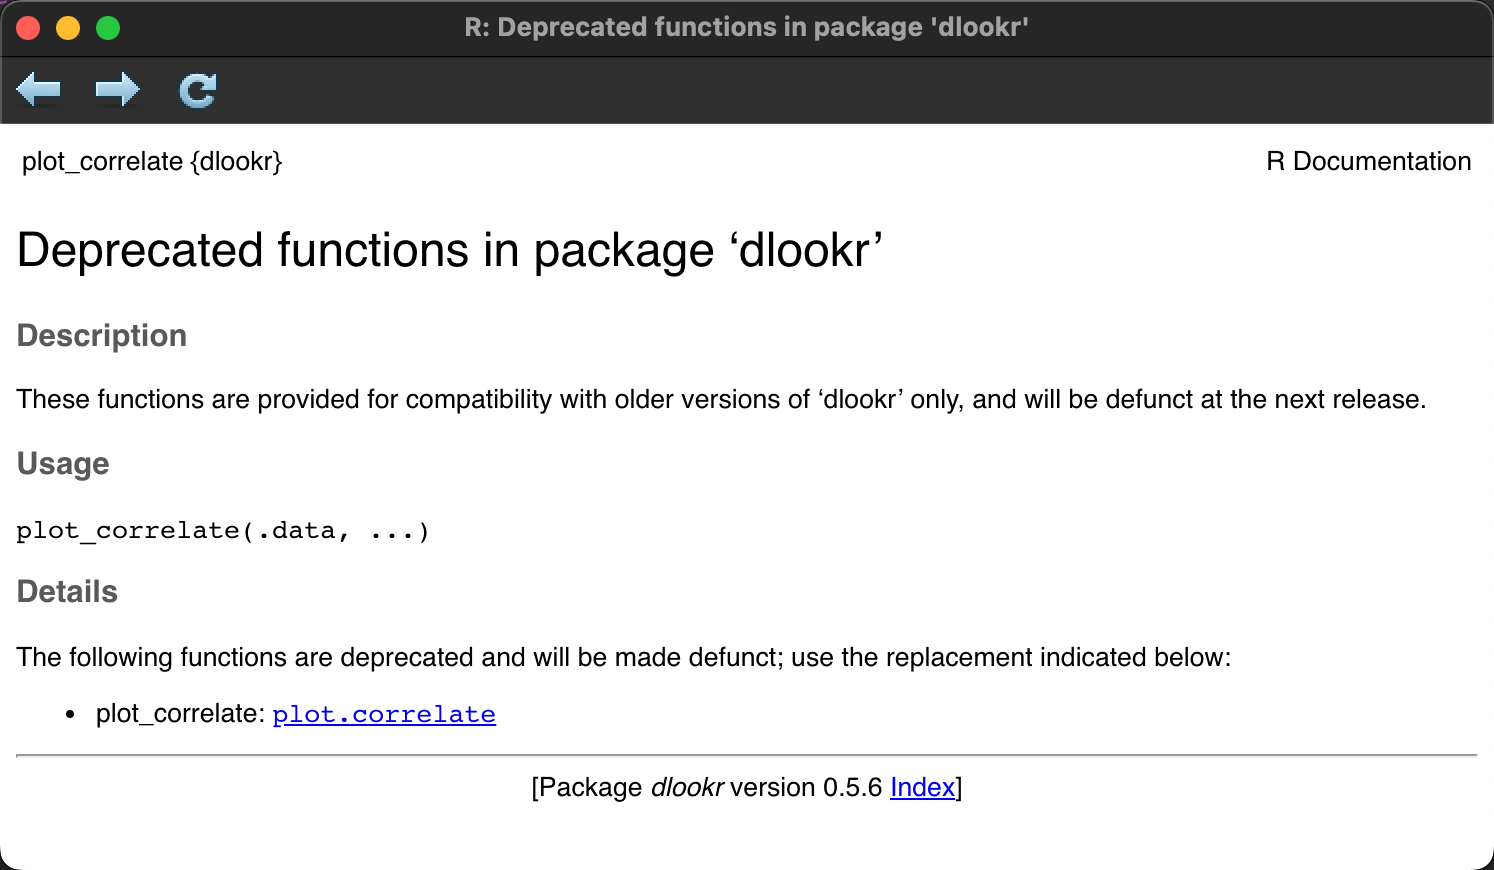 R: Deprecated functions in package 'dlookr'
plot_correlate {dlookr}
R Documentation
Deprecated functions in package ‘dlookr’
Description
These functions are provided for compatibility with older versions of ‘dlookr’ only, and will be defunct at the next release.
Usage
plot_correlate(.data, ...)
Details
The following functions are deprecated and will be made defunct; use the replacement indicated below:
• plot_correlate: plot.correlate
[Package dlookr version 0.5.6 Index]